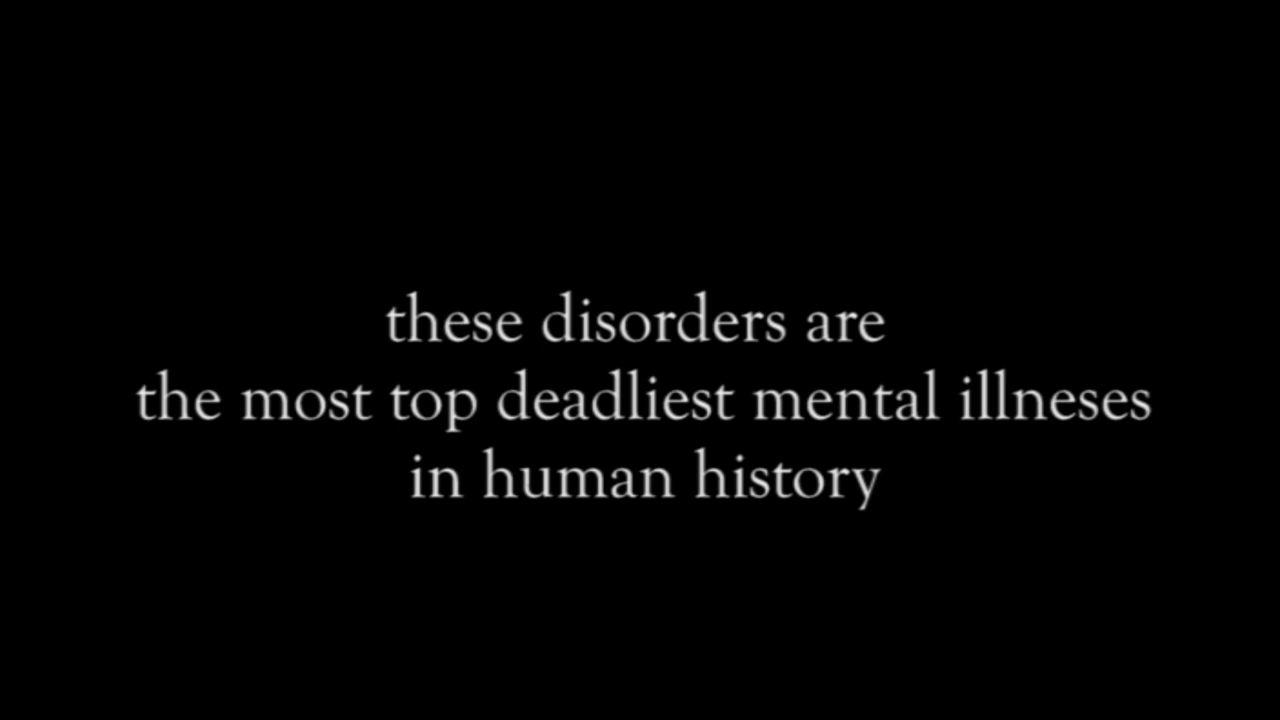 these disorders are
the most top deadliest mental illneses
in human history